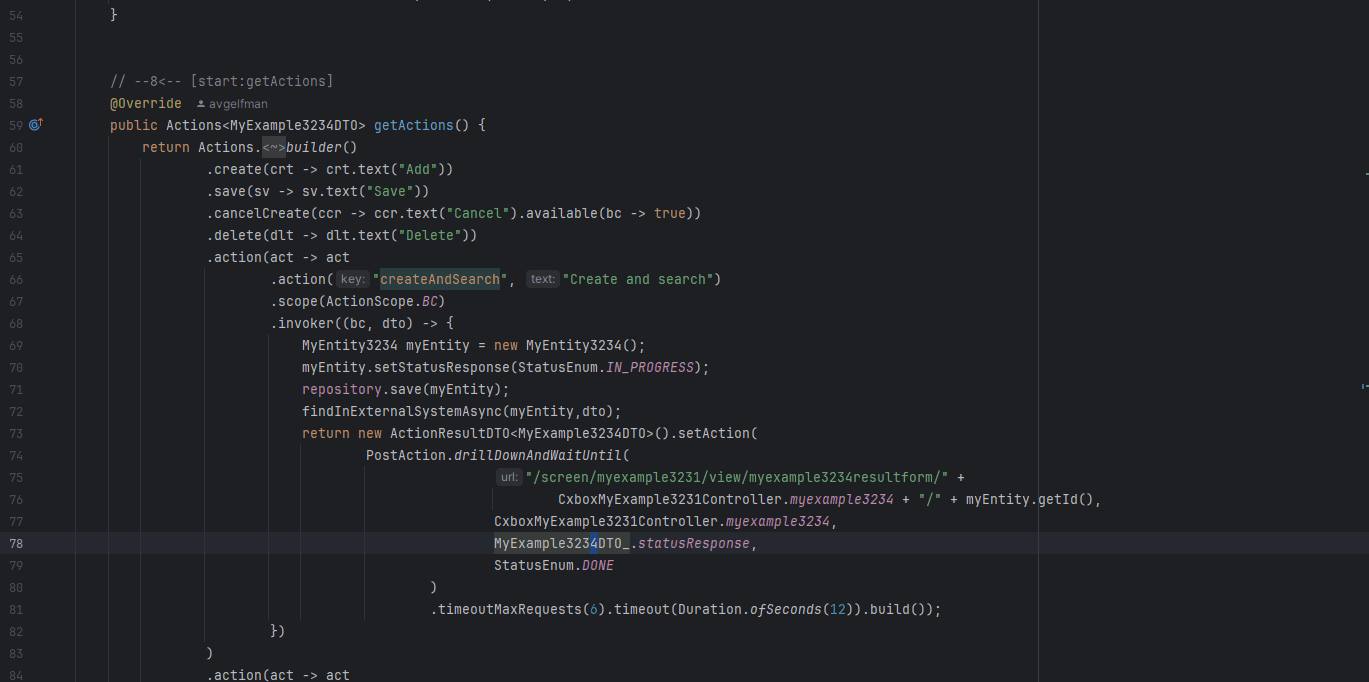 54 }
55
56
57 // --8<-- [start:getActions]
58 @Override avgelfman
59 public Actions<MyExample3234DTO> getActions() {
60 return Actions.<~>builder()
61 .create(crt -> crt.text("Add"))
62 .save(sv -> sv.text("Save"))
63 .cancelCreate(ccr -> ccr.text("Cancel").available(bc -> true))
64 .delete(dlt -> dlt.text("Delete"))
65 .action(act -> act
66 .action( key: "createAndSearch", text: "Create and search")
67 .scope(ActionScope.BC)
68 .invoker((bc, dto) -> {
69 MyEntity3234 myEntity = new MyEntity3234();
70 myEntity.setStatusResponse(StatusEnum.IN_PROGRESS);
71 repository.save(myEntity);
72 findInExternalSystemAsync(myEntity,dto);
73 return new ActionResultDTO<MyExample3234DTO>().setAction(
74 PostAction.drillDownAndWaitUntil(
75 url: "/screen/myexample3231/view/myexample3234resultform/" +
76 CxboxMyExample3231Controller.myexample3234 + "/" + myEntity.getId(),
77 CxboxMyExample3231Controller.myexample3234,
78 MyExample3234DTO_.statusResponse,
79 StatusEnum.DONE
80 )
81 .timeoutMaxRequests(6).timeout(Duration.ofSeconds(12)).build());
82 })
83 )
84 .action(act -> act